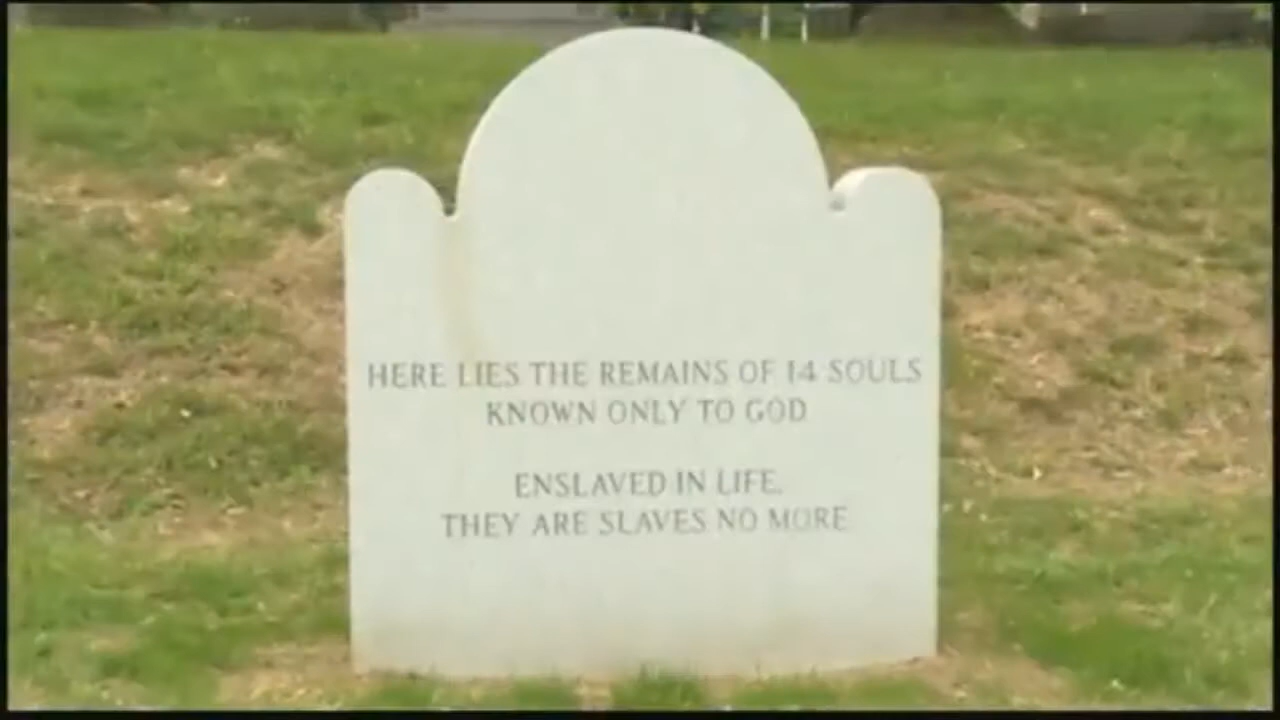 HERE LIES THE REMAINS OF 14 SOULS
KNOWN ONLY TO GOD
ENSLAVED IN LIFE,
THEY ARE SLAVES NO MORE